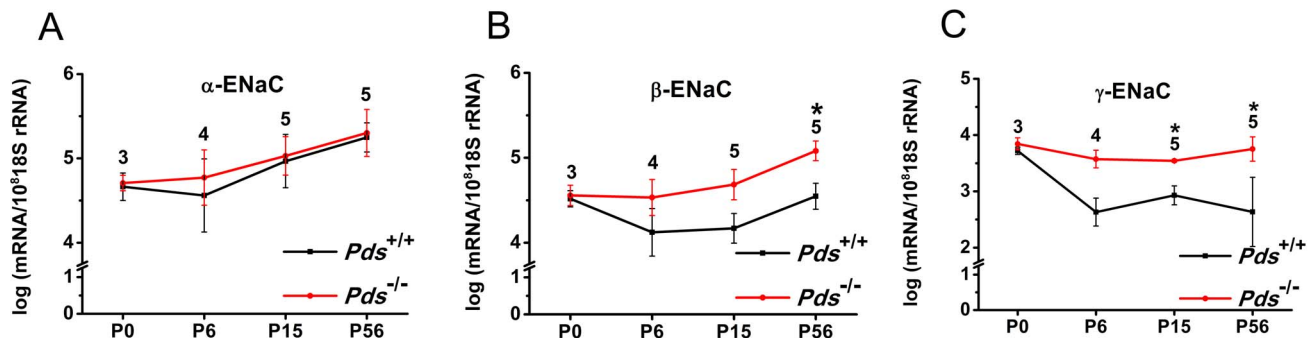 A
α-ENaC
log (mRNA/10⁸18S rRNA)
6
5
4
1
0
3
4
5
5
Pds+/+
Pds-/-
P0 P6 P15 P56
B
β-ENaC
log (mRNA/10⁸18S rRNA)
6
5
4
1
0
3
4
5
*
5
Pds+/+
Pds-/-
P0 P6 P15 P56
C
γ-ENaC
log (mRNA/10⁸18S rRNA)
5
4
3
2
1
0
3
4
*
5
*
5
Pds+/+
Pds-/-
P0 P6 P15 P56